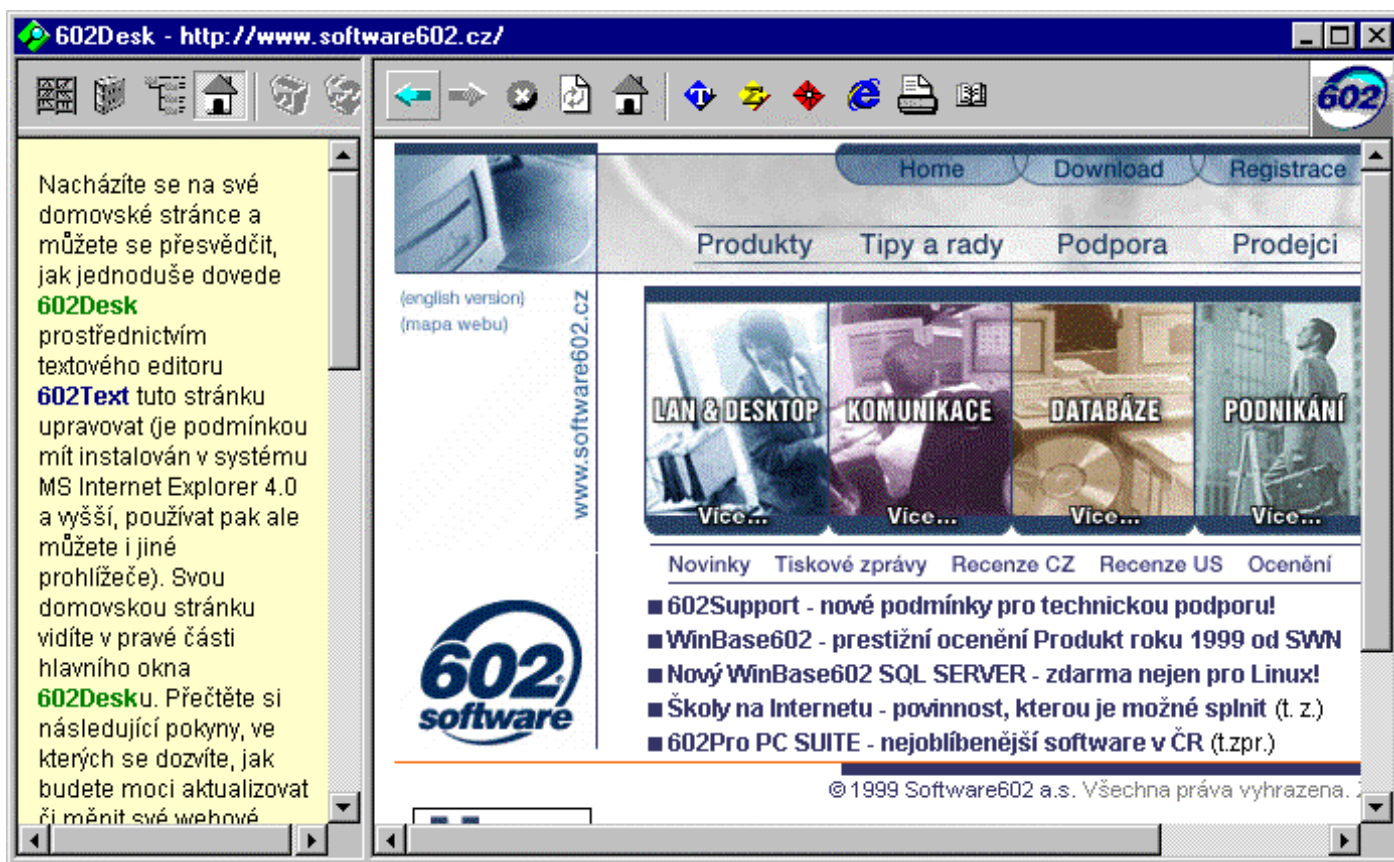 602Desk - http://www.software602.cz/
602
Nacházíte se na své
domovské stránce a
můžete se přesvědčit,
jak jednoduše dovede
602Desk
prostřednictvím
textového editoru
602Text tuto stránku
upravovat (je podmínkou
mít instalován v systému
MS Internet Explorer 4.0
a vyšší, používat pak ale
můžete i jiné
prohlížeče). Svou
domovskou stránku
vidíte v pravé části
hlavního okna
602Desku. Přečtěte si
následující pokyny, ve
kterých se dozvíte, jak
budete moci aktualizovat
či měnit své webové
Home Download Registrace
Produkty Tipy a rady Podpora Prodejci
(english version)
(mapa webu)
www.software602.cz
LAN & DESKTOP KOMUNIKACE DATABÁZE PODNIKÁNÍ
Více... Více... Více... Více...
Novinky Tiskové zprávy Recenze CZ Recenze US Ocenění
602Support - nové podmínky pro technickou podporu!
WinBase602 - prestižní ocenění Produkt roku 1999 od SWN
Nový WinBase602 SQL SERVER - zdarma nejen pro Linux!
Školy na Internetu - povinnost, kterou je možné splnit (t. z.)
602Pro PC SUITE - nejoblíbenější software v ČR (t.zpr.)
602®
software
©1999 Software602 a.s. Všechna práva vyhrazena.